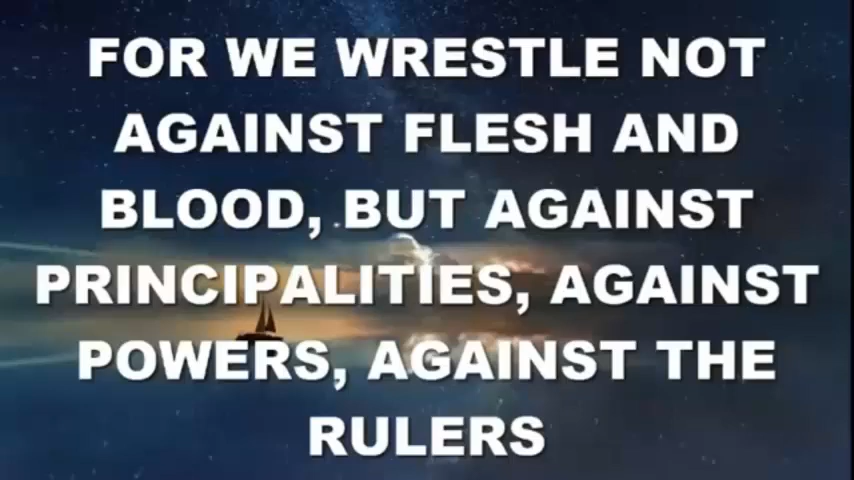 FOR WE WRESTLE NOT
AGAINST FLESH AND
BLOOD, BUT AGAINST
PRINCIPALITIES, AGAINST
POWERS, AGAINST THE
RULERS